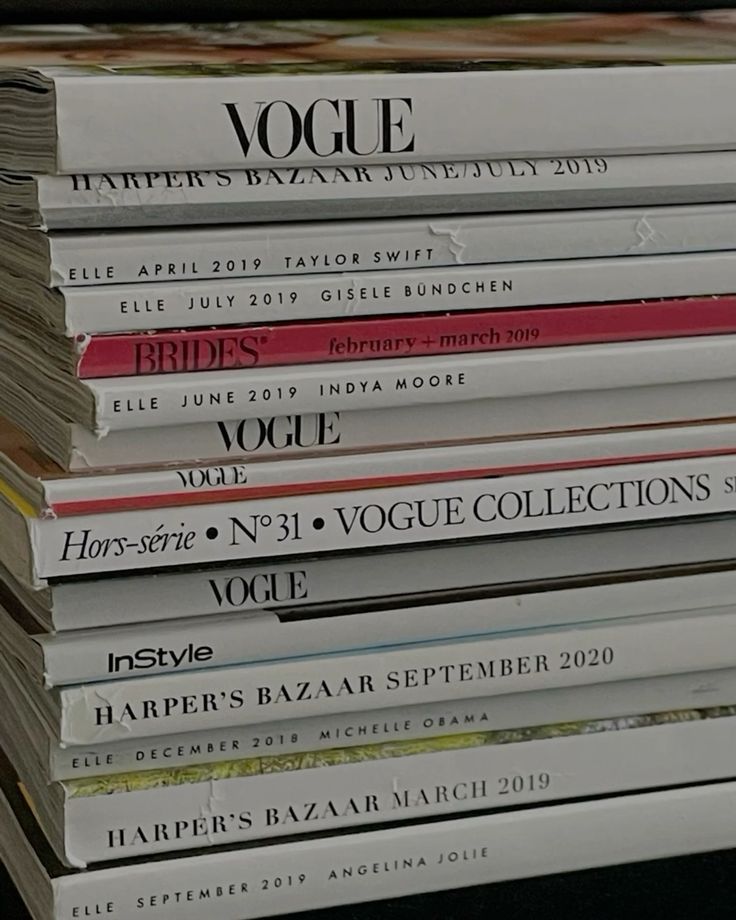 VOGUE
HARPER'S BAZAAR JUNE/JULY 2019
ELLE APRIL 2019 TAYLOR SWIFT
ELLE JULY 2019 GISELE BÜNDCHEN
BRIDES february + march 2019
ELLE JUNE 2019 INDYA MOORE
VOGUE
VOGUE
Hors-série • N°31 • VOGUE COLLECTIONS
VOGUE
InStyle
HARPER'S BAZAAR SEPTEMBER 2020
ELLE DECEMBER 2018 MICHELLE OBAMA
HARPER'S BAZAAR MARCH 2019
ELLE SEPTEMBER 2019 ANGELINA JOLIE